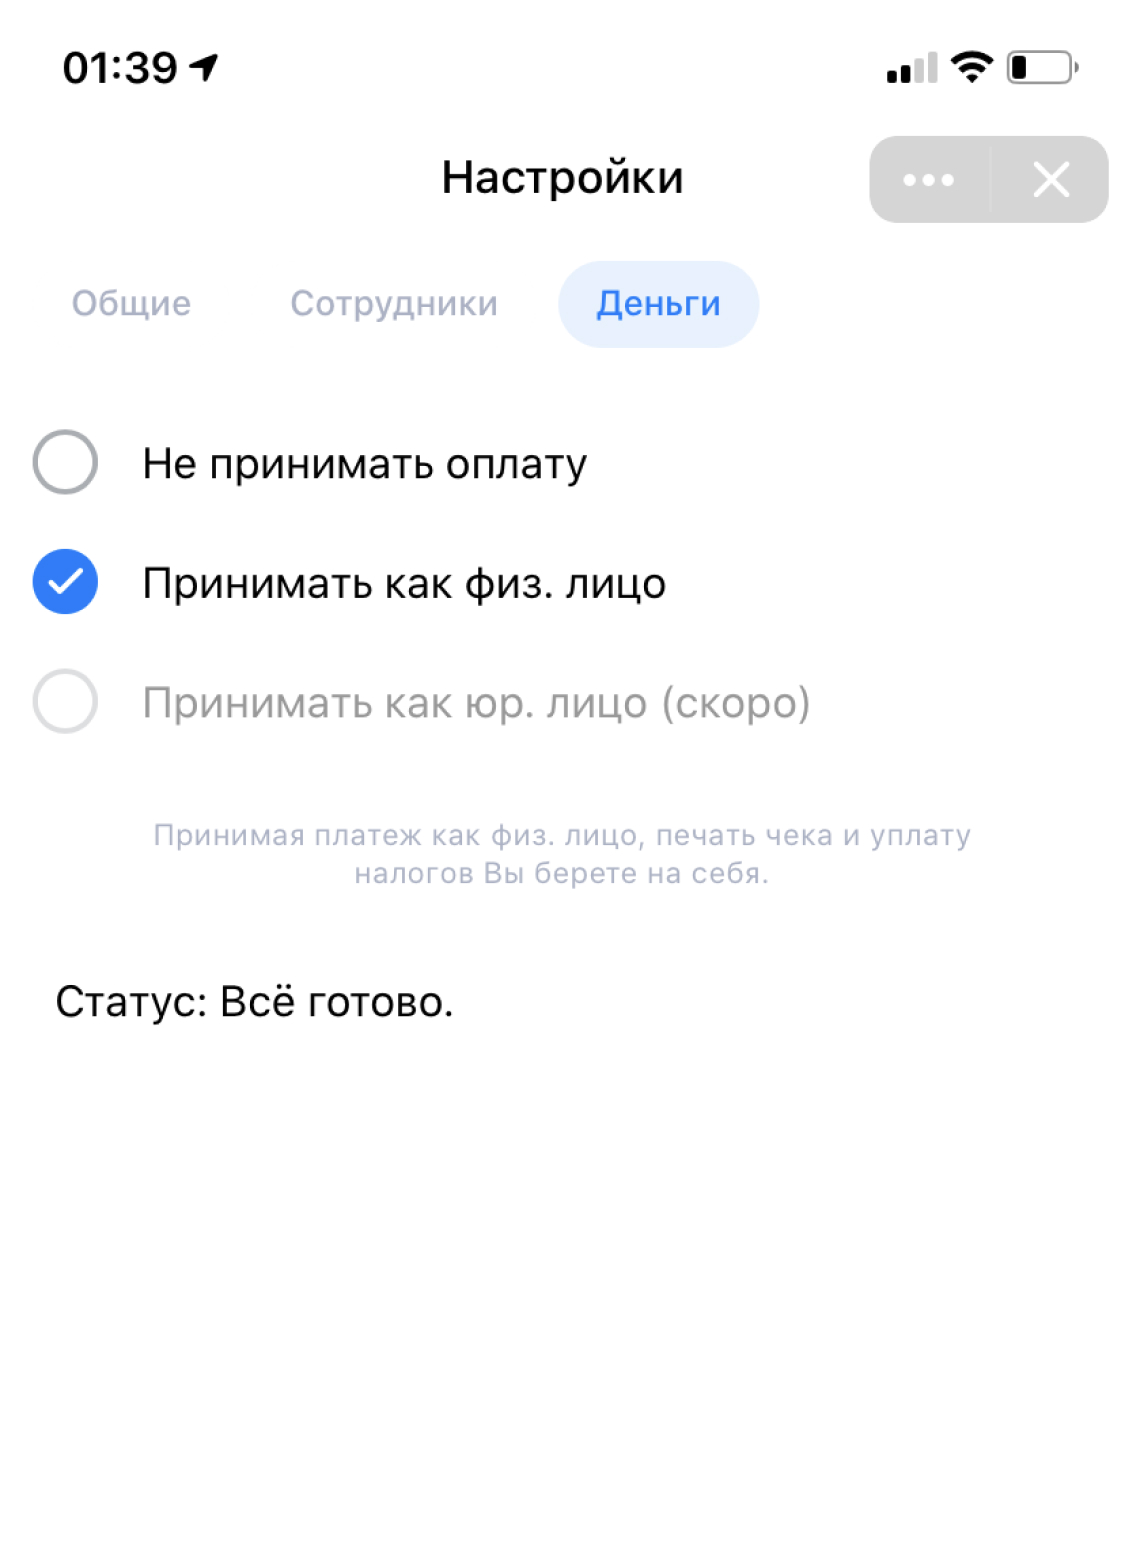 01:39
Настройки
Общие
Сотрудники
Деньги
Не принимать оплату
Принимать как физ. лицо
Принимать как юр. лицо (скоро)
Принимая платеж как физ. лицо, печать чека и уплату
налогов Вы берете на себя.
Статус: Всё готово.